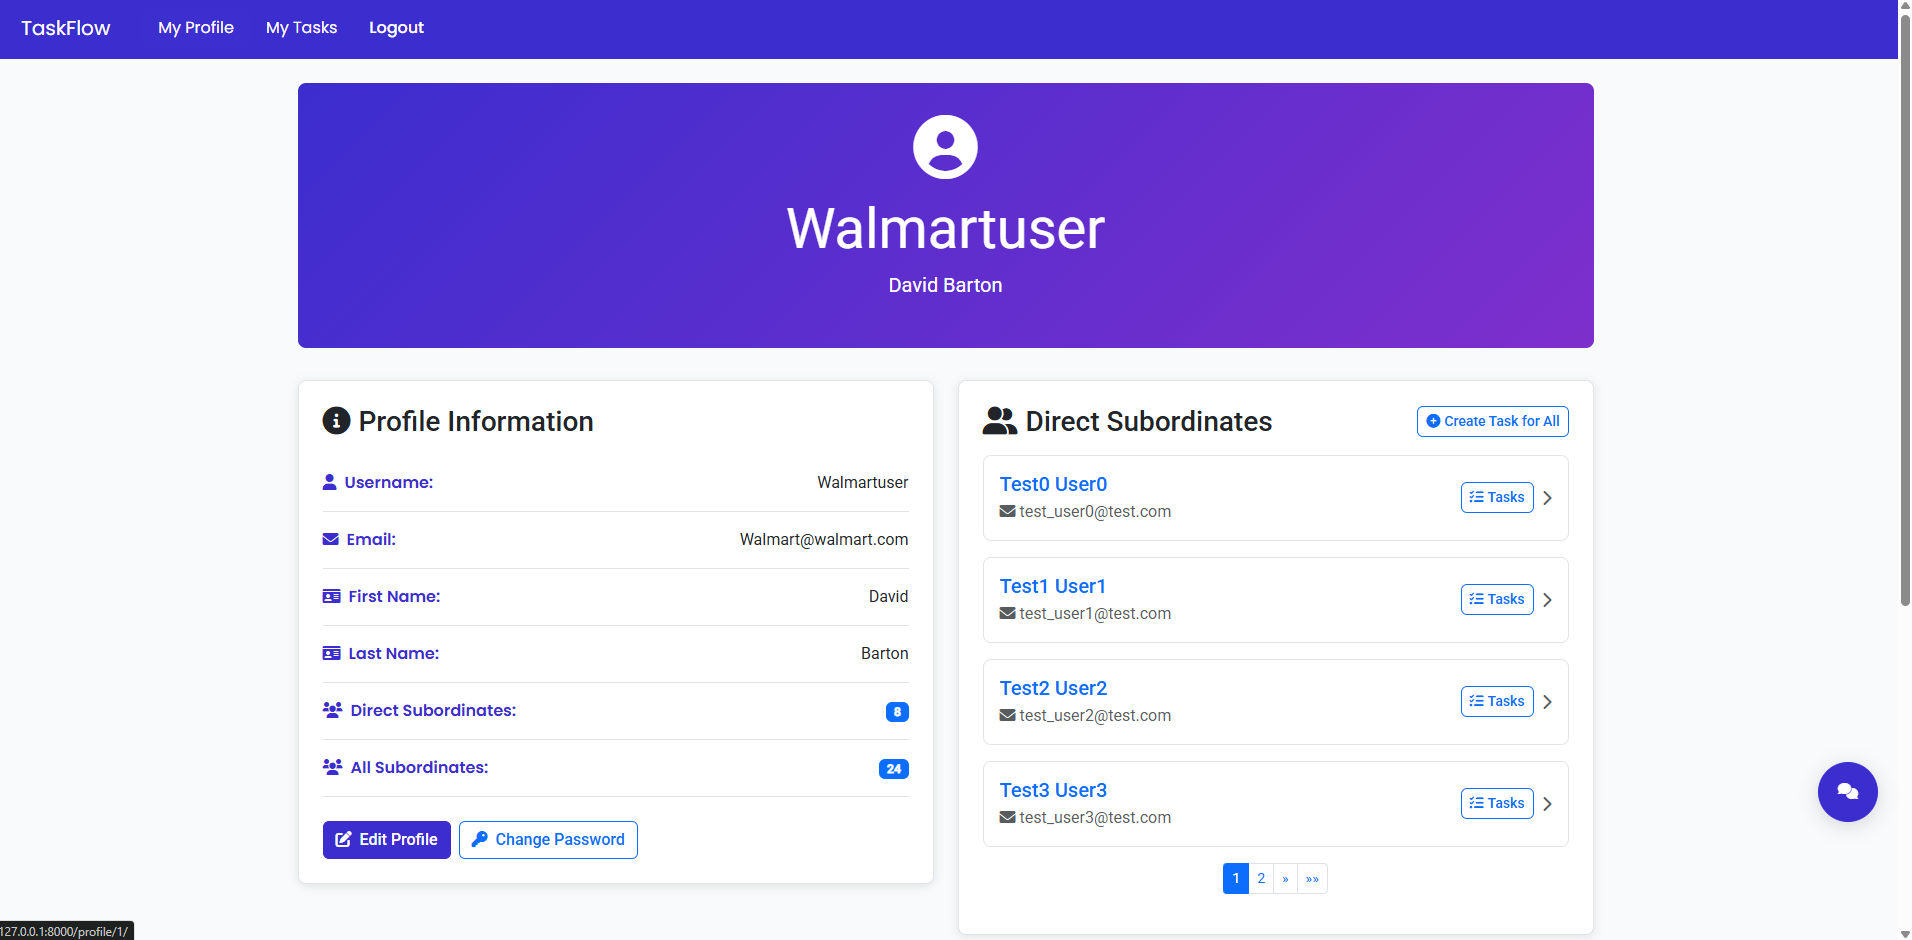 TaskFlow
My Profile
My Tasks
Logout
Walmartuser
David Barton
Profile Information
Username:
Walmartuser
Email:
Walmart@walmart.com
First Name:
David
Last Name:
Barton
Direct Subordinates:
8
All Subordinates:
24
Edit Profile
Change Password
Direct Subordinates
Create Task for All
Test0 User0
test_user0@test.com
Tasks
Test1 User1
test_user1@test.com
Tasks
Test2 User2
test_user2@test.com
Tasks
Test3 User3
test_user3@test.com
Tasks
1 2 » »»
127.0.0.1:8000/profile/1/